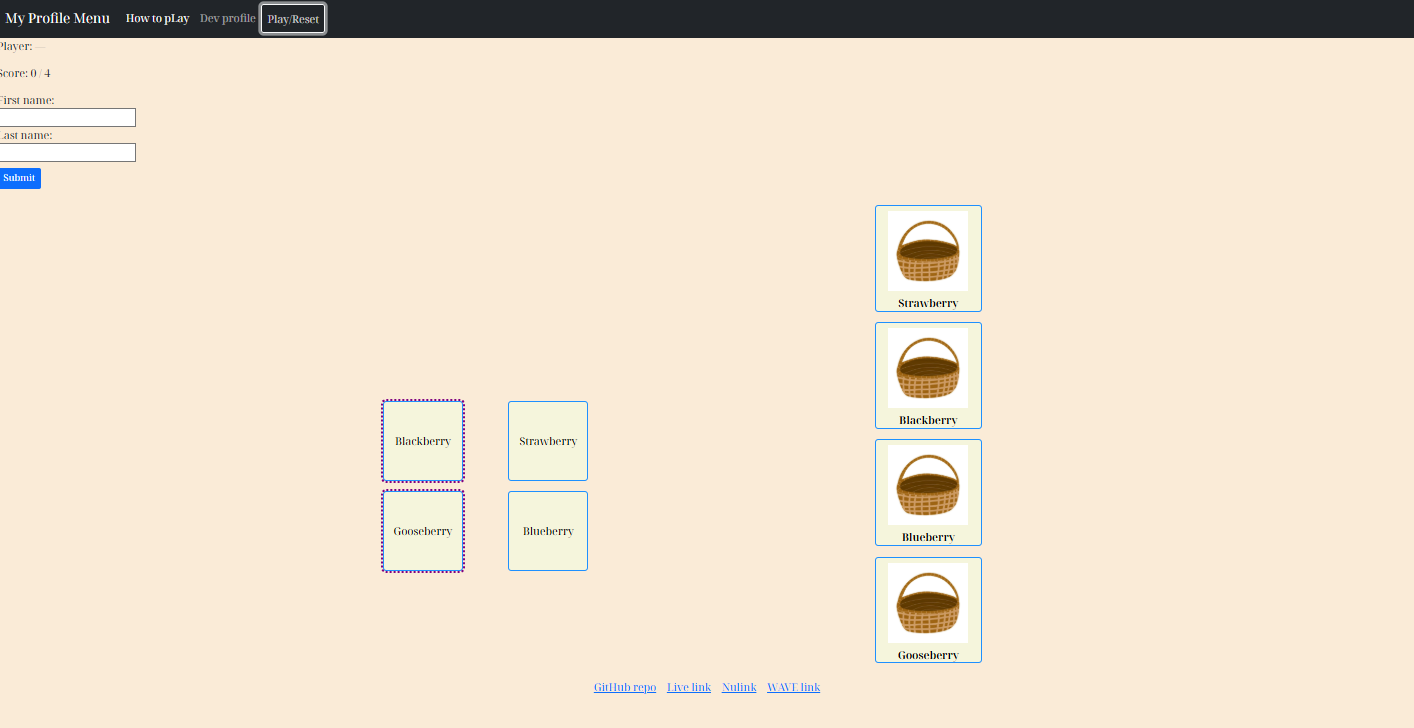 My Profile Menu How to pLay Dev profile Play/Reset
Player: —
Score: 0 / 4
First name:
Last name:
Submit
Strawberry
Blackberry
Blackberry Strawberry
Gooseberry Blueberry
Blueberry
Gooseberry
GitHub repo Live link Nulink WAVE link